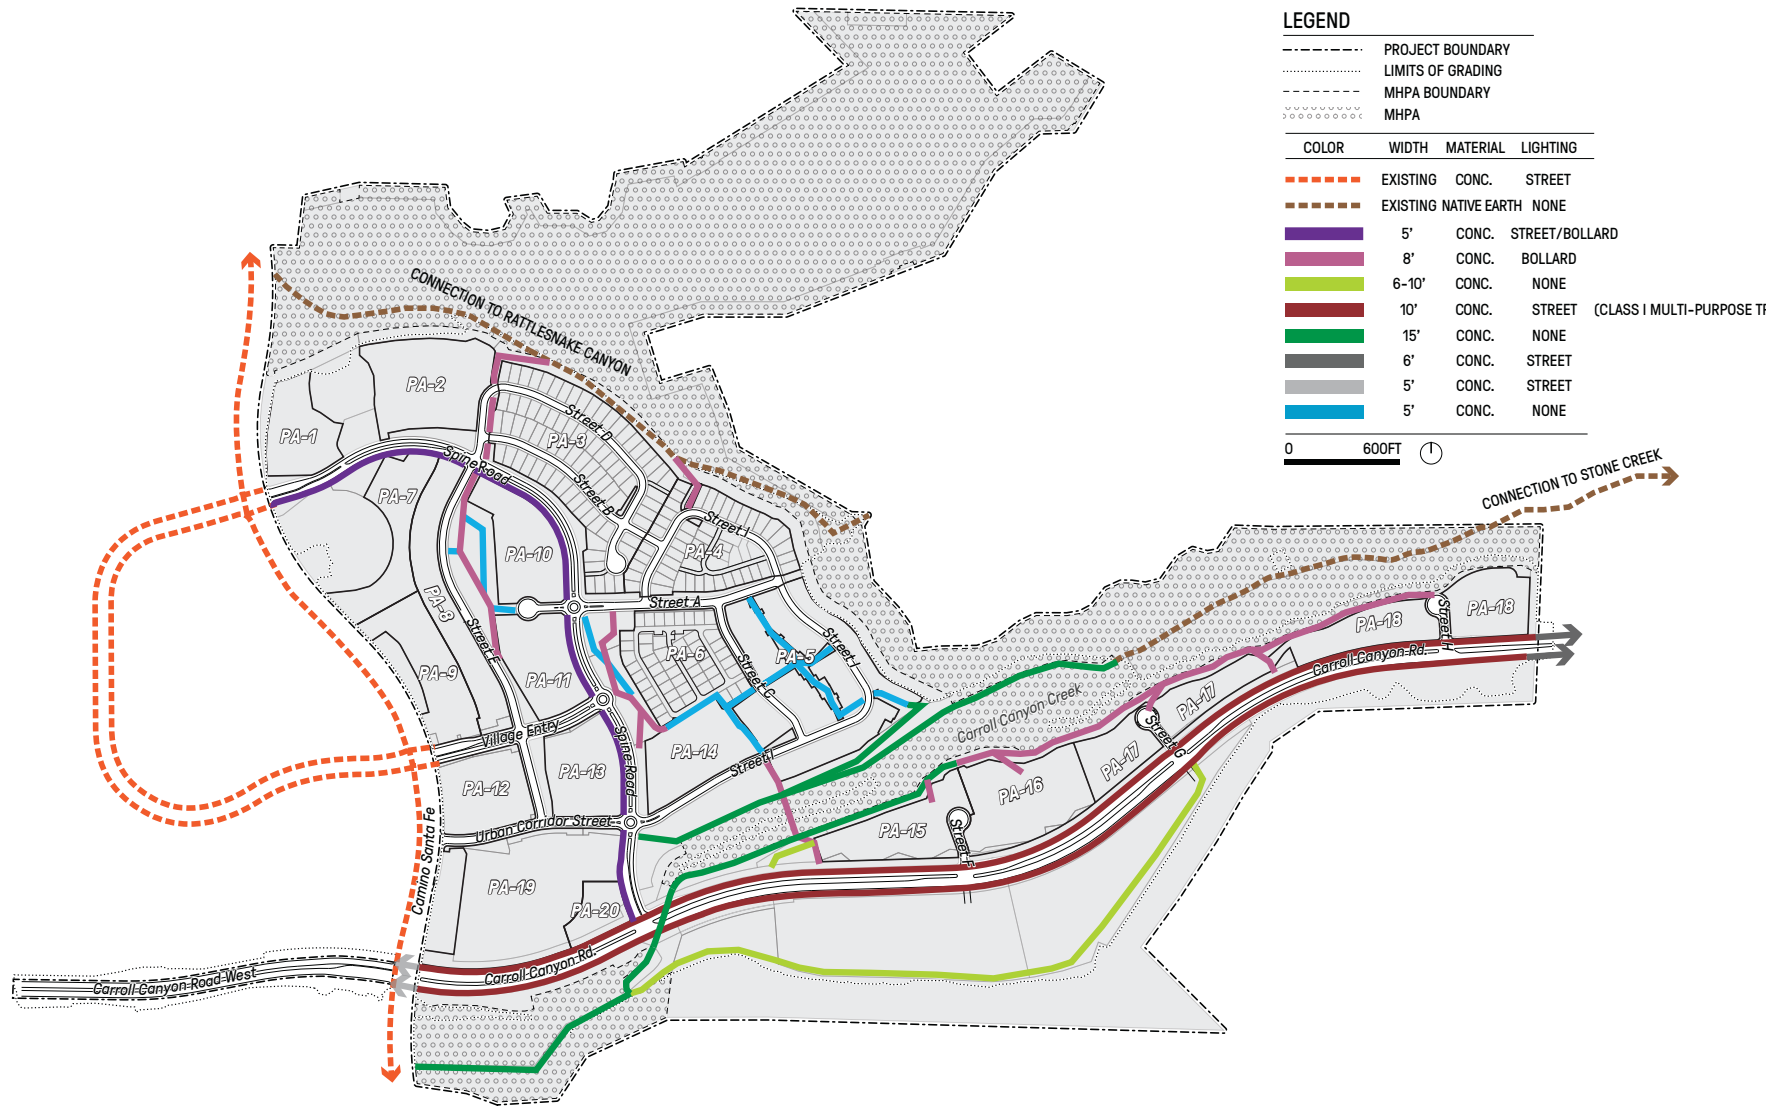 LEGEND
PROJECT BOUNDARY
LIMITS OF GRADING
MHPA BOUNDARY
MHPA
COLOR WIDTH MATERIAL LIGHTING
EXISTING CONC. STREET
EXISTING NATIVE EARTH NONE
5' CONC. STREET/BOLLARD
8' CONC. BOLLARD
6-10' CONC. NONE
10' CONC. STREET (CLASS I MULTI-PURPOSE TR
15' CONC. NONE
6' CONC. STREET
5' CONC. STREET
5' CONC. NONE
0 600FT
CONNECTION TO RATTLESNAKE CANYON
CONNECTION TO STONE CREEK
PA-1
PA-2
PA-3
Street D
Street B
Spine Road
PA-7
PA-10
Street I
PA-4
Street A
PA-8
Street E
PA-9
PA-11
PA-6
Street C
PA-5
Street J
PA-18
PA-18
Street H
Carroll Canyon Rd.
Carroll Canyon Creek
PA-17
Street G
PA-17
Village Entry
Spine Road
PA-14
Street I
PA-12
PA-13
PA-16
PA-15
Street F
Urban Corridor Street
Camino Santa Fe
PA-19
PA-20
Carroll Canyon Rd.
Carroll Canyon Road West